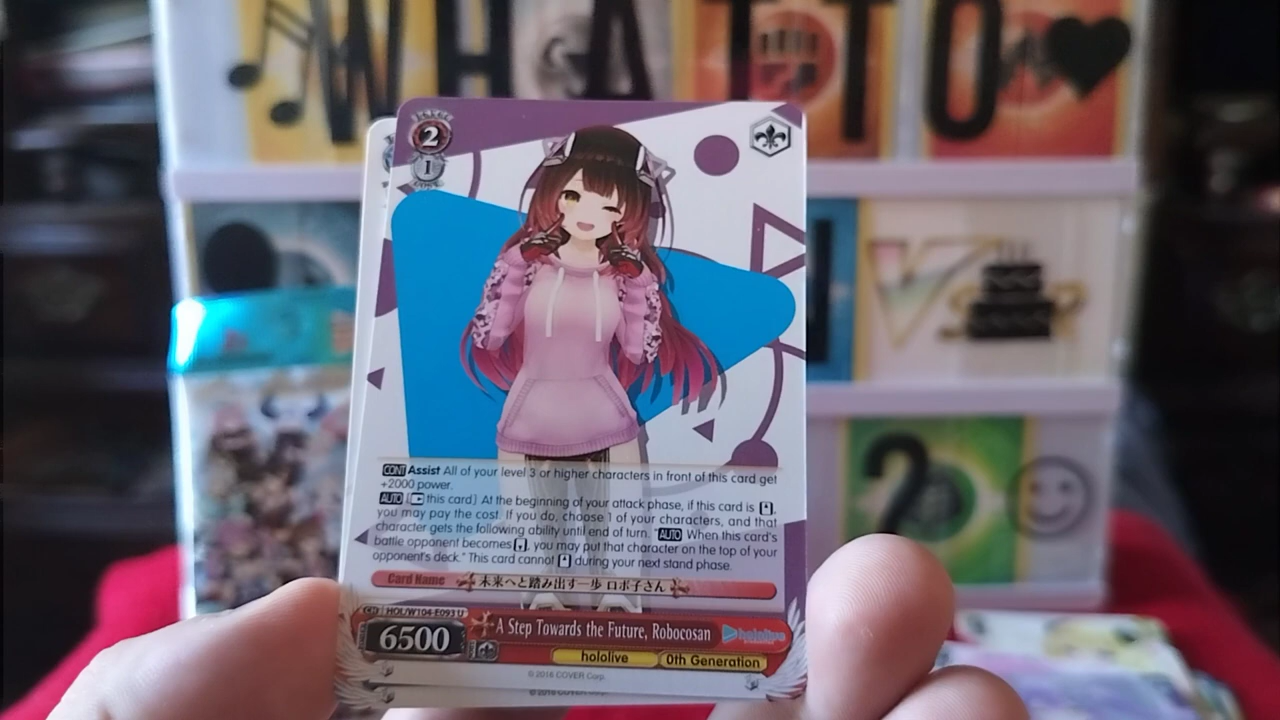 WHAT TO
2
1
CONT Assist All of your level 3 or higher characters in front of this card get
+2000 power.
AUTO [ this card] At the beginning of your attack phase, if this card is [ ],
you may pay the cost. If you do, choose 1 of your characters, and that
character gets the following ability until end of turn. "AUTO When this card's
battle opponent becomes [ ], you may put that character on the top of your
opponent's deck." This card cannot [ ] during your next stand phase.
Card Name 未来へと踏み出す一歩 ロボ子さん
CH HOL/W104-E093 U
6500
A Step Towards the Future, Robocosan
hololive
hololive
0th Generation
© 2016 COVER Corp.
©2016 COVER Corp.
V
?